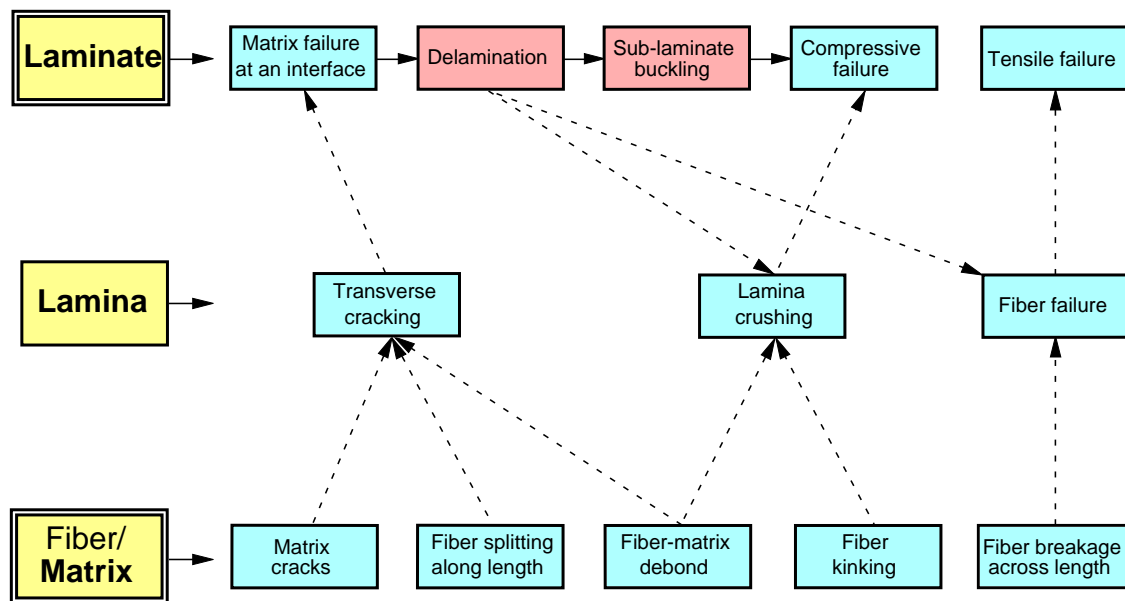 Laminate
Matrix failure
at an interface
Delamination
Sub-laminate
buckling
Compressive
failure
Tensile failure
Lamina
Transverse
cracking
Lamina
crushing
Fiber failure
Fiber/
Matrix
Matrix
cracks
Fiber splitting
along length
Fiber-matrix
debond
Fiber
kinking
Fiber breakage
across length